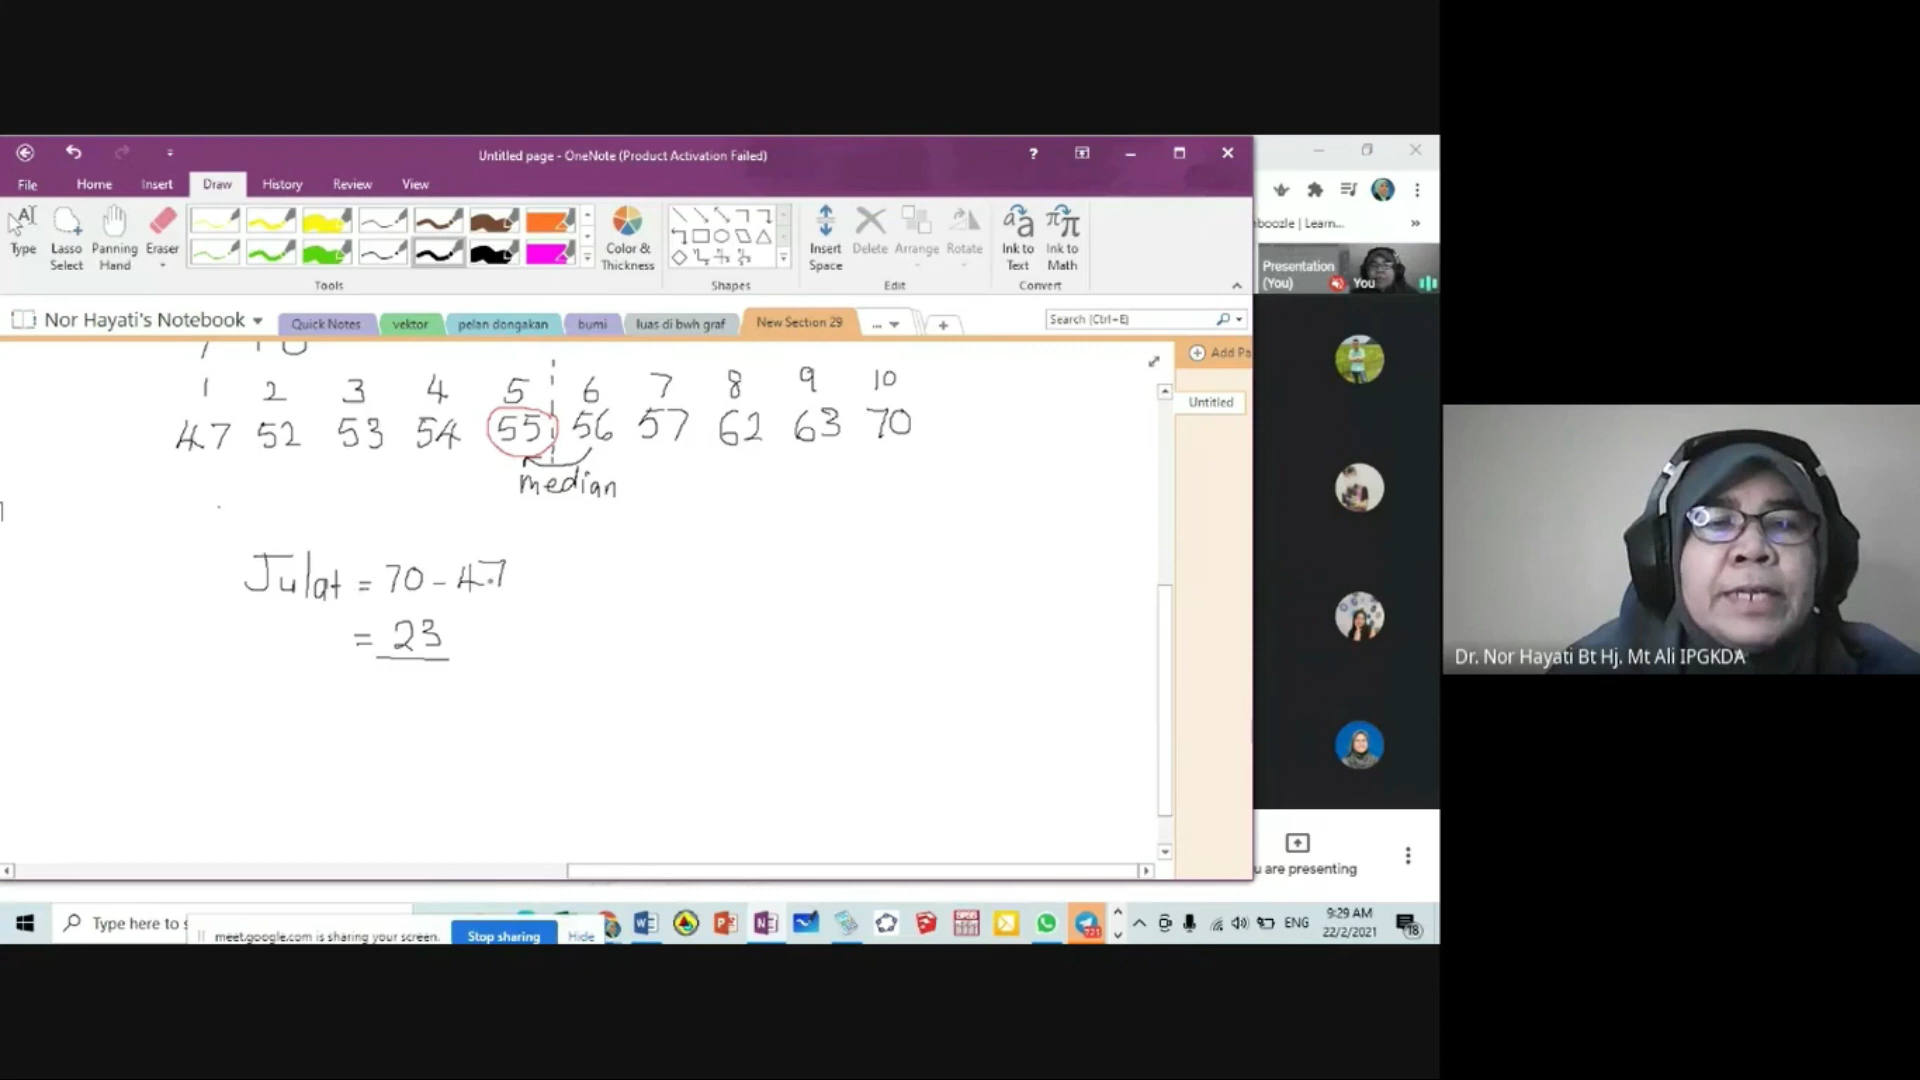 Untitled page - OneNote (Product Activation Failed)
?
File Home Insert Draw History Review View
Type
Lasso Select
Panning Hand
Eraser
Color & Thickness
Insert Space
Delete
Arrange
Rotate
Ink to Text
Ink to Math
Tools
Shapes
Edit
Convert
Nor Hayati's Notebook
Quick Notes
vektor
pelan dongakan
bumi
luas di bwh graf
New Section 29
...
Search (Ctrl+E)
Add Pa
Untitled
1 2 3 4 5 6 7 8 9 10
47 52 53 54 55 56 57 62 63 70
median
Julat = 70 - 47
= 23
eboozle | Learn...
Presentation (You)
You
u are presenting
Dr. Nor Hayati Bt Hj. Mt Ali IPGKDA
Type here to s
meet.google.com is sharing your screen.
Stop sharing
Hide
721
ENG
9:29 AM
22/2/2021
18